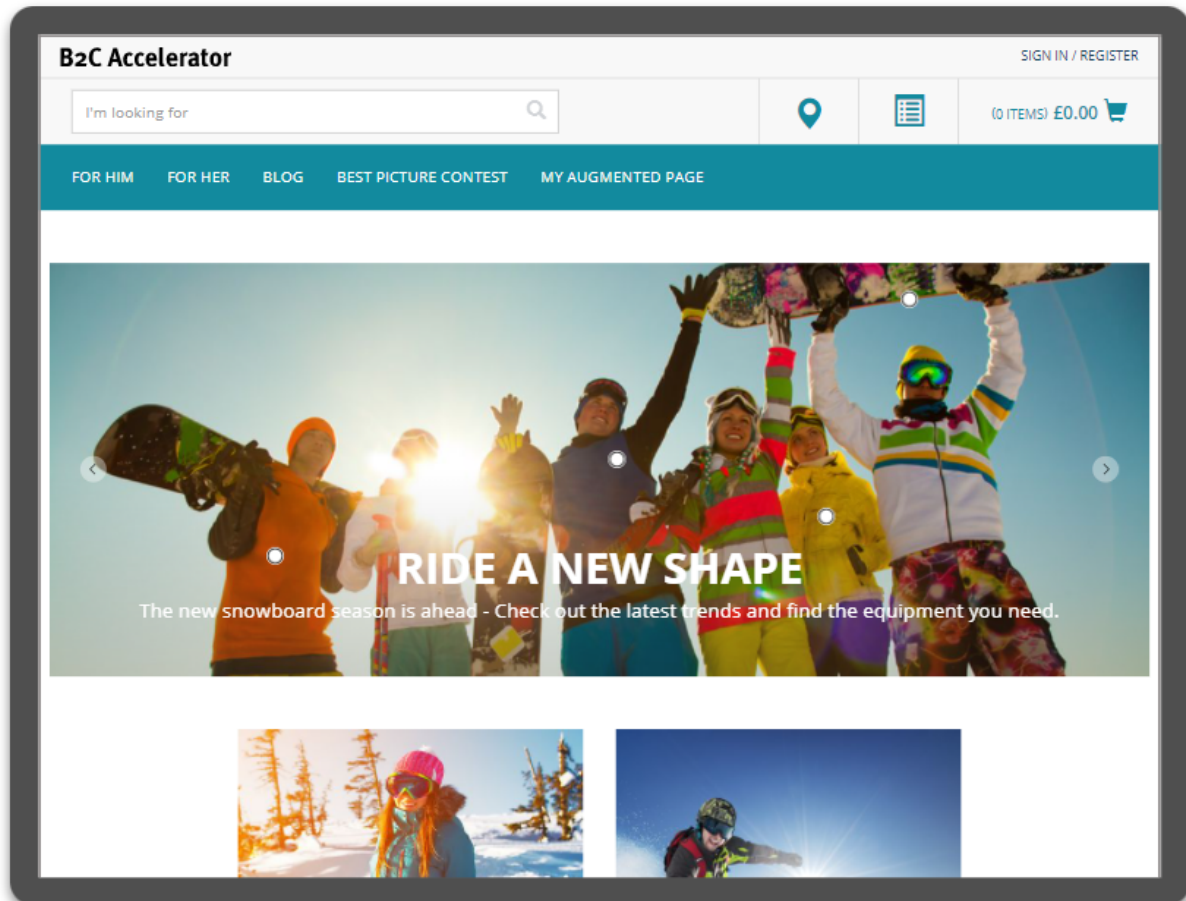 B2C Accelerator
SIGN IN / REGISTER
I'm looking for
(0 ITEMS) £0.00
FOR HIM FOR HER BLOG BEST PICTURE CONTEST MY AUGMENTED PAGE
RIDE A NEW SHAPE
The new snowboard season is ahead - Check out the latest trends and find the equipment you need.